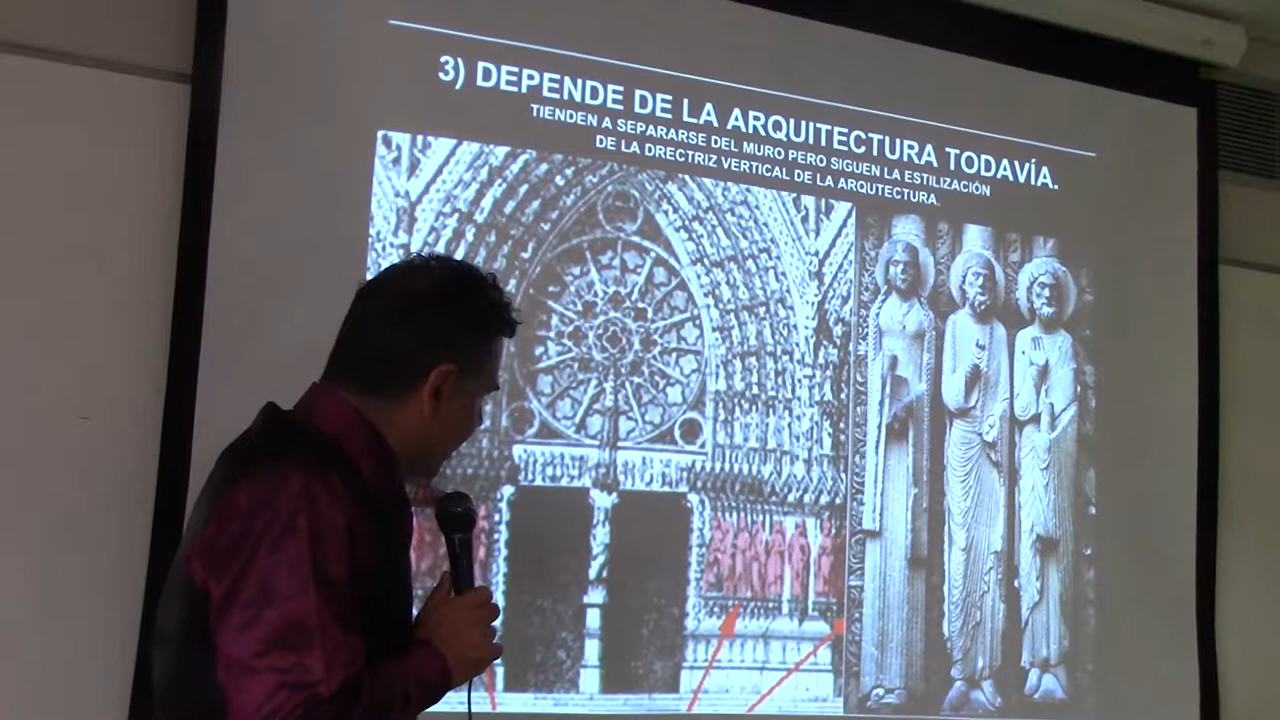 3) DEPENDE DE LA ARQUITECTURA TODAVÍA.
TIENDEN A SEPARARSE DEL MURO PERO SIGUEN LA ESTILIZACIÓN
DE LA DRECTRIZ VERTICAL DE LA ARQUTECTURA.